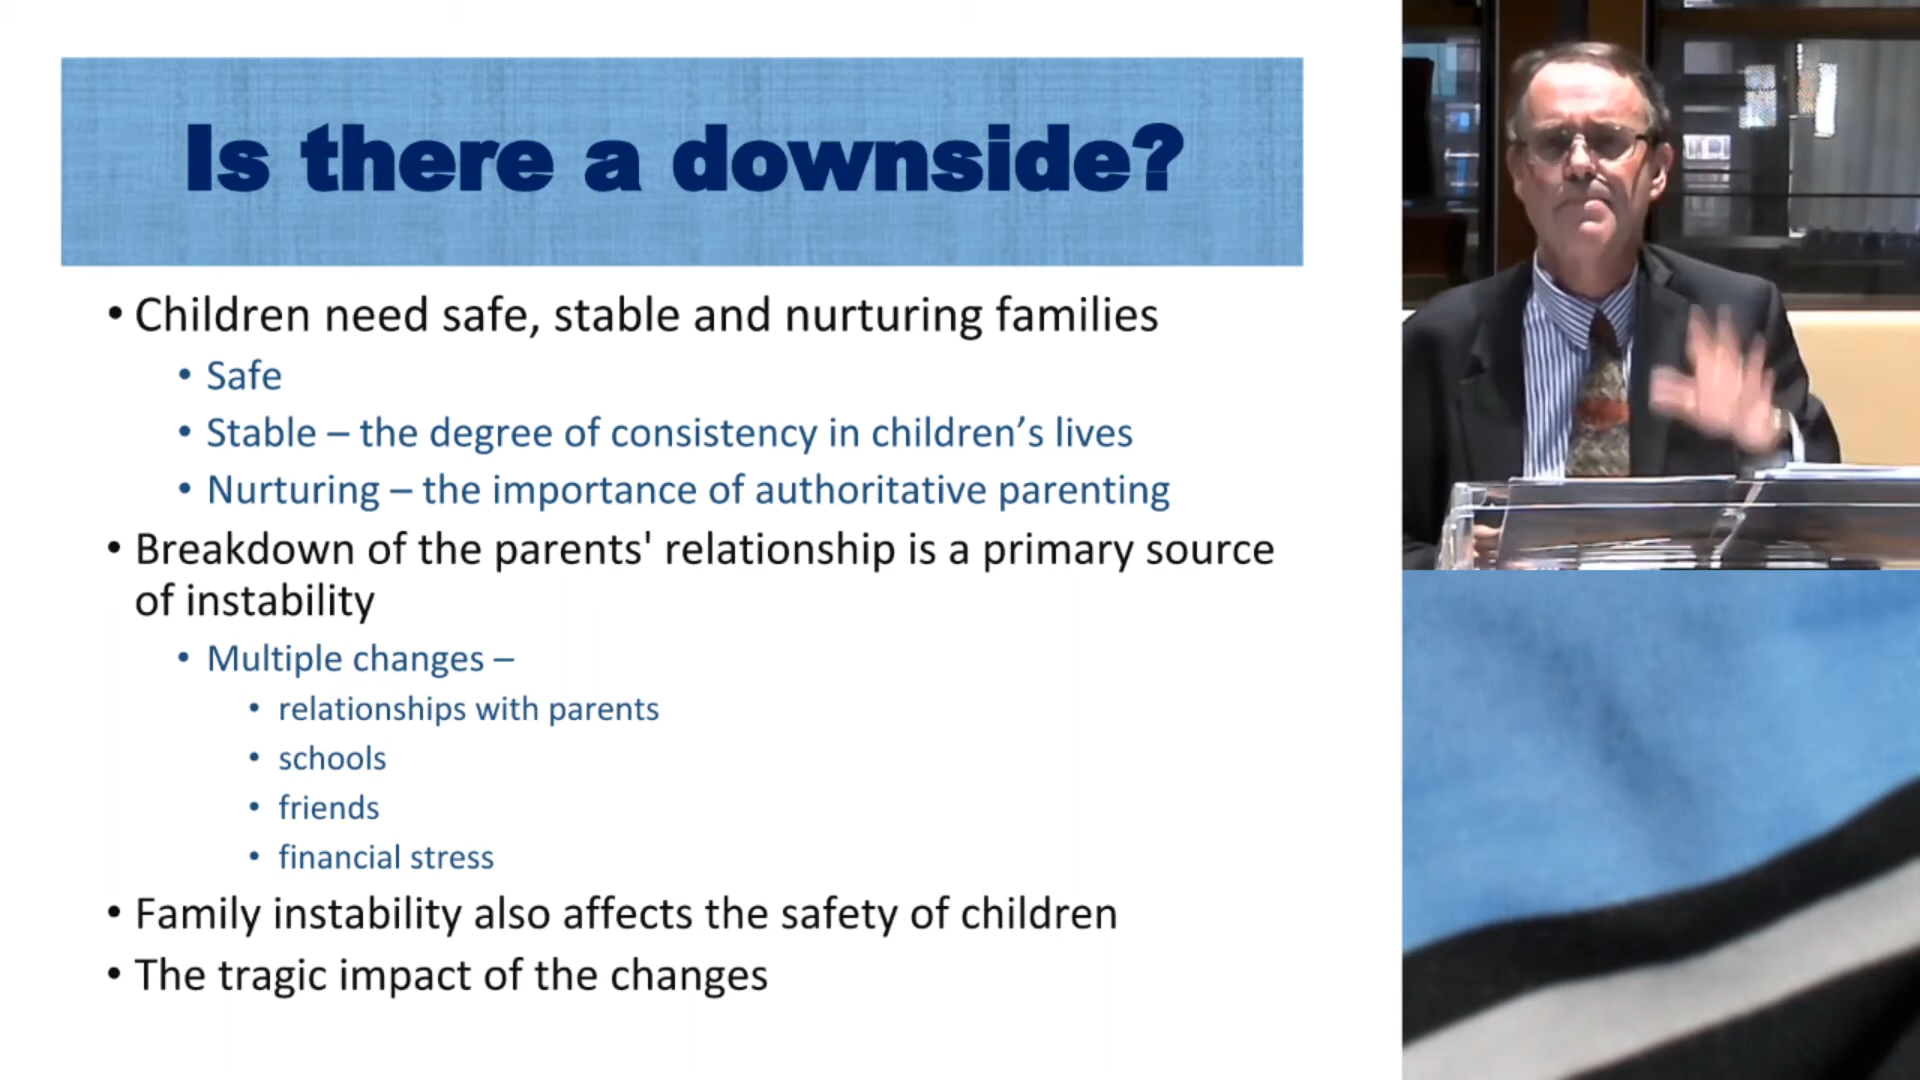 Is there a downside?
• Children need safe, stable and nurturing families
• Safe
• Stable – the degree of consistency in children’s lives
• Nurturing – the importance of authoritative parenting
• Breakdown of the parents' relationship is a primary source
of instability
• Multiple changes –
• relationships with parents
• schools
• friends
• financial stress
• Family instability also affects the safety of children
• The tragic impact of the changes